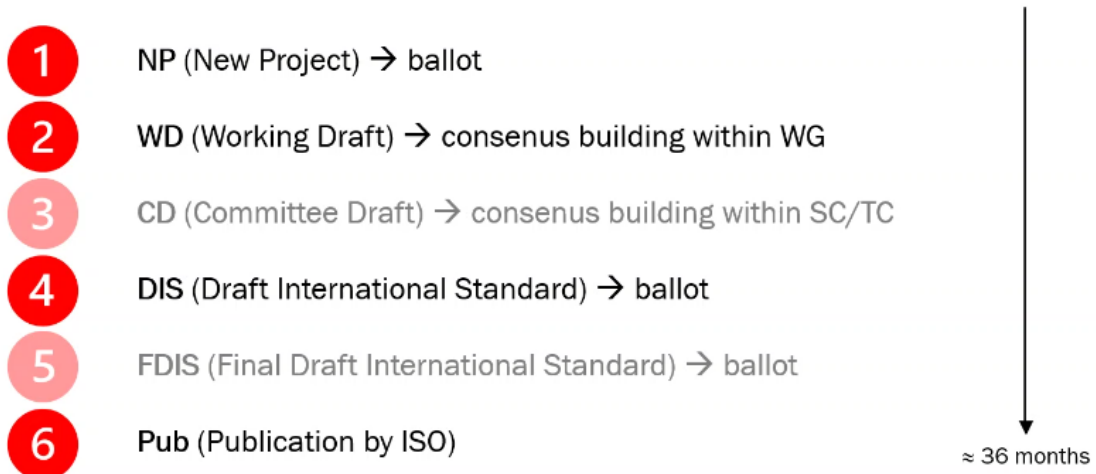 1 NP (New Project) → ballot
2 WD (Working Draft) → consenus building within WG
3 CD (Committee Draft) → consenus building within SC/TC
4 DIS (Draft International Standard) → ballot
5 FDIS (Final Draft International Standard) → ballot
6 Pub (Publication by ISO)
≈ 36 months